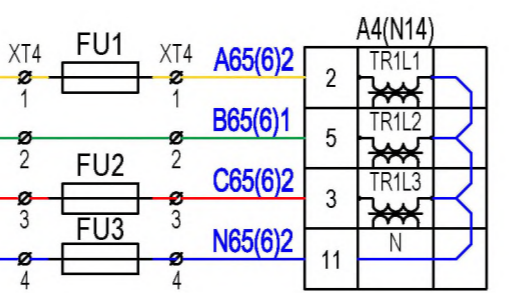 A4(N14)
XT4 FU1 XT4 A65(6)2 2 TR1L1
1 1
B65(6)1 5 TR1L2
2 2
FU2 C65(6)2 3 TR1L3
3 3
FU3 N65(6)2 11 N
4 4